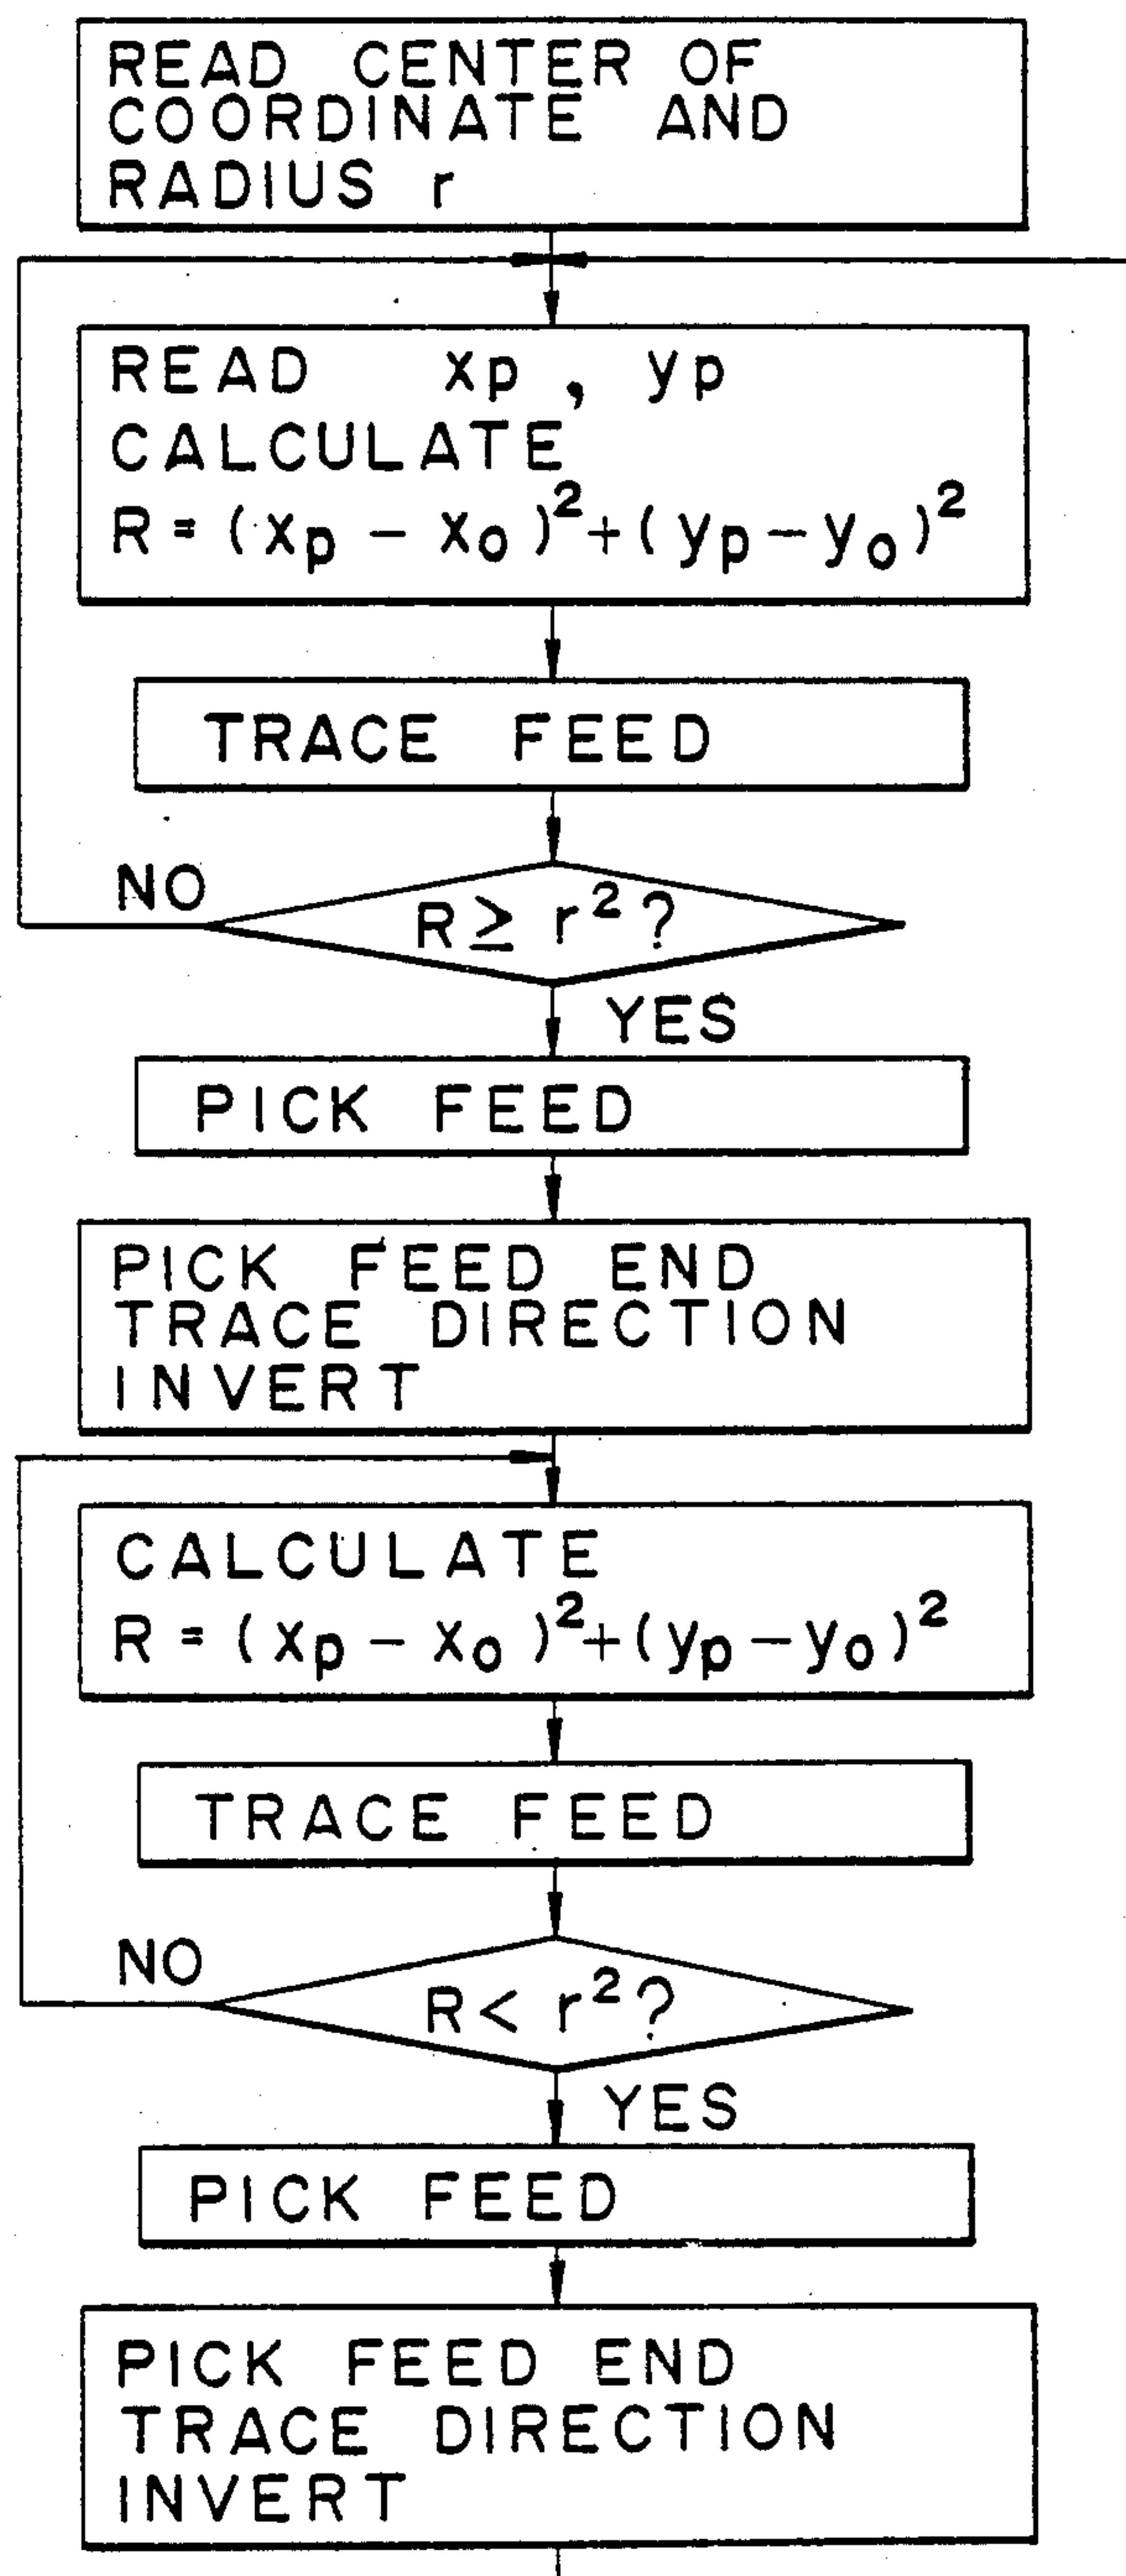 READ CENTER OF
COORDINATE AND
RADIUS r
READ xp , yp
CALCULATE
R = (xp - xo)²+(yp-yo)²
TRACE FEED
NO
R ≥ r²?
YES
PICK FEED
PICK FEED END
TRACE DIRECTION
INVERT
CALCULATE
R = (xp - xo)²+(yp-yo)²
TRACE FEED
NO
R < r²?
YES
PICK FEED
PICK FEED END
TRACE DIRECTION
INVERT